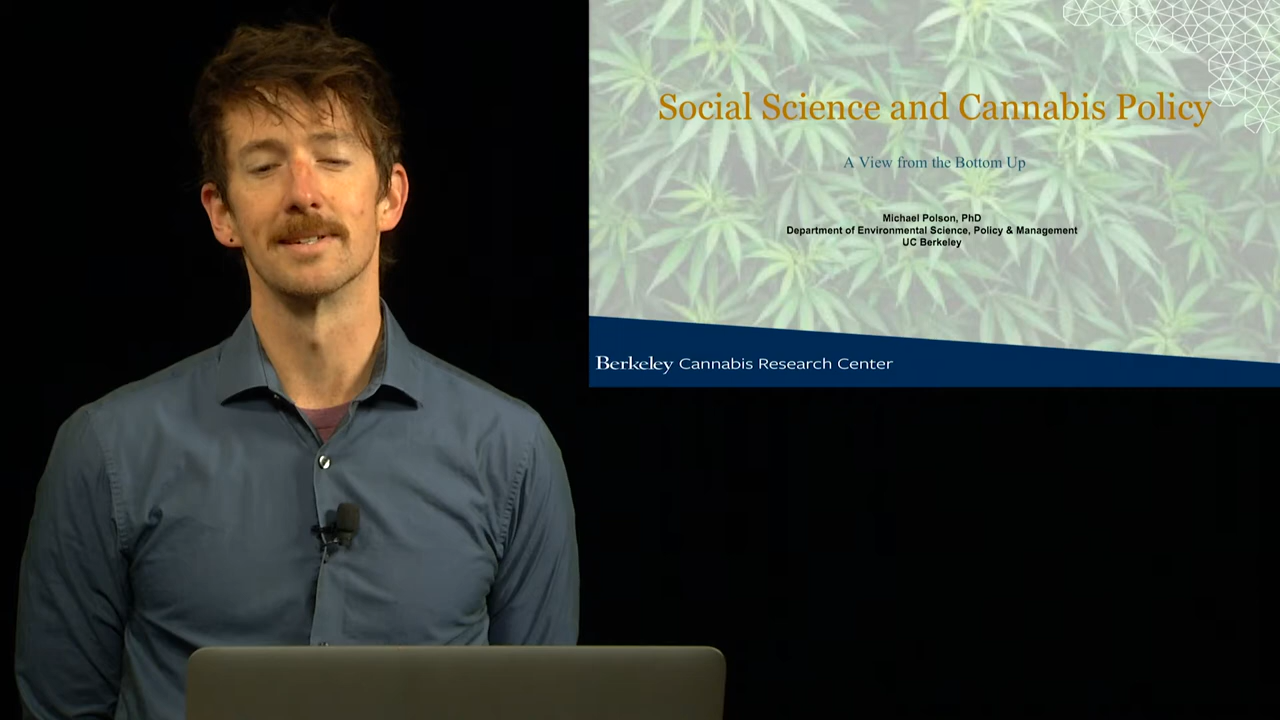 Social Science and Cannabis Policy
A View from the Bottom Up
Michael Polson, PhD
Department of Environmental Science, Policy & Management
UC Berkeley
Berkeley Cannabis Research Center